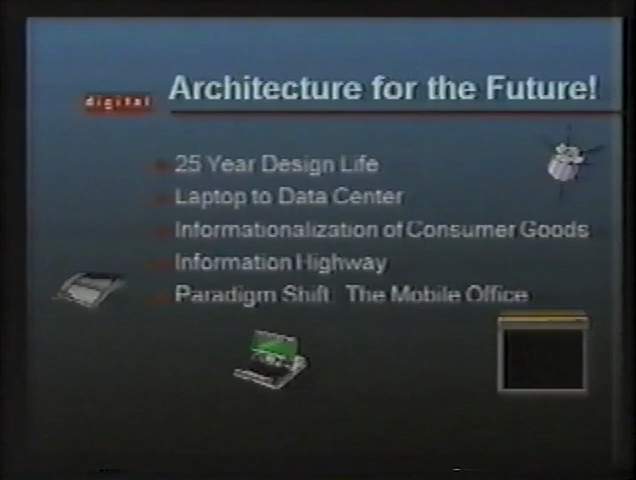 digital
Architecture for the Future!
25 Year Design Life
Laptop to Data Center
Informationalization of Consumer Goods
Information Highway
Paradigm Shift The Mobile Office